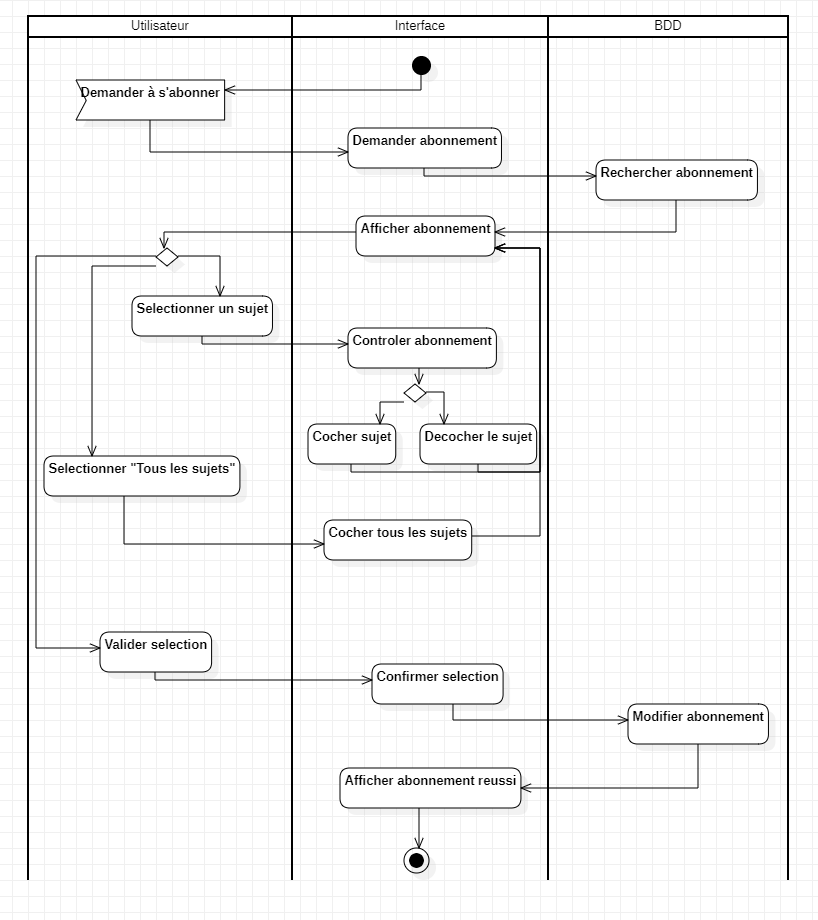 Utilisateur
Interface
BDD
Demander à s'abonner
Demander abonnement
Rechercher abonnement
Afficher abonnement
Selectionner un sujet
Controler abonnement
Cocher sujet
Decocher le sujet
Selectionner "Tous les sujets"
Cocher tous les sujets
Valider selection
Confirmer selection
Modifier abonnement
Afficher abonnement reussi